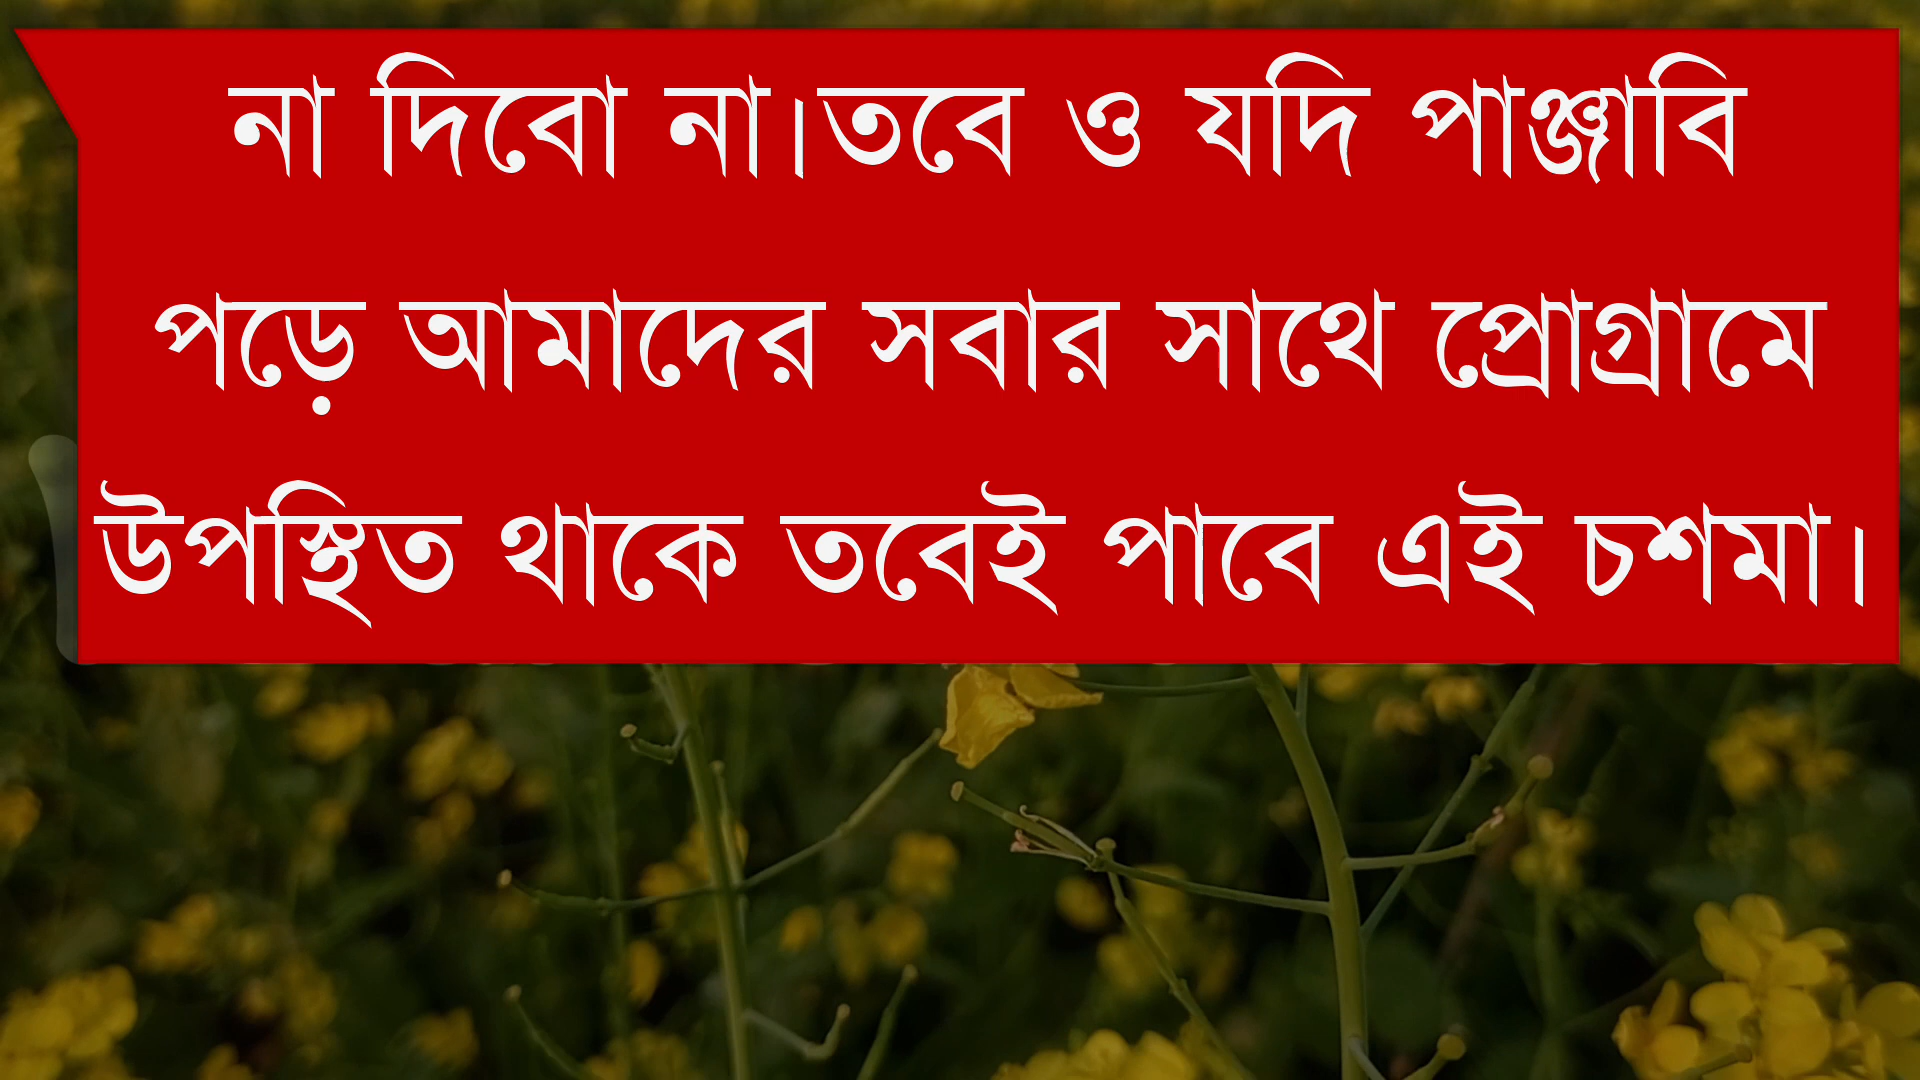 না দিবো না।তবে ও যদি পাঞ্জাবি
পড়ে আমাদের সবার সাথে প্রোগ্রামে
উপস্থিত থাকে তবেই পাবে এই চশমা।